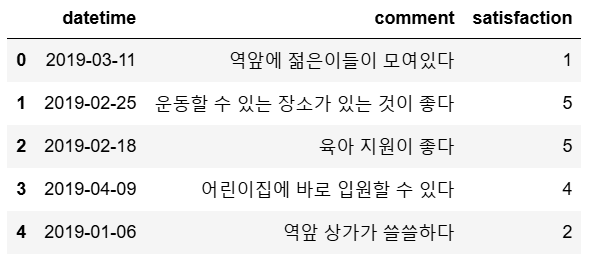 datetime comment satisfaction
0 2019-03-11 역앞에 젊은이들이 모여있다 1
1 2019-02-25 운동할 수 있는 장소가 있는 것이 좋다 5
2 2019-02-18 육아 지원이 좋다 5
3 2019-04-09 어린이집에 바로 입원할 수 있다 4
4 2019-01-06 역앞 상가가 쓸쓸하다 2